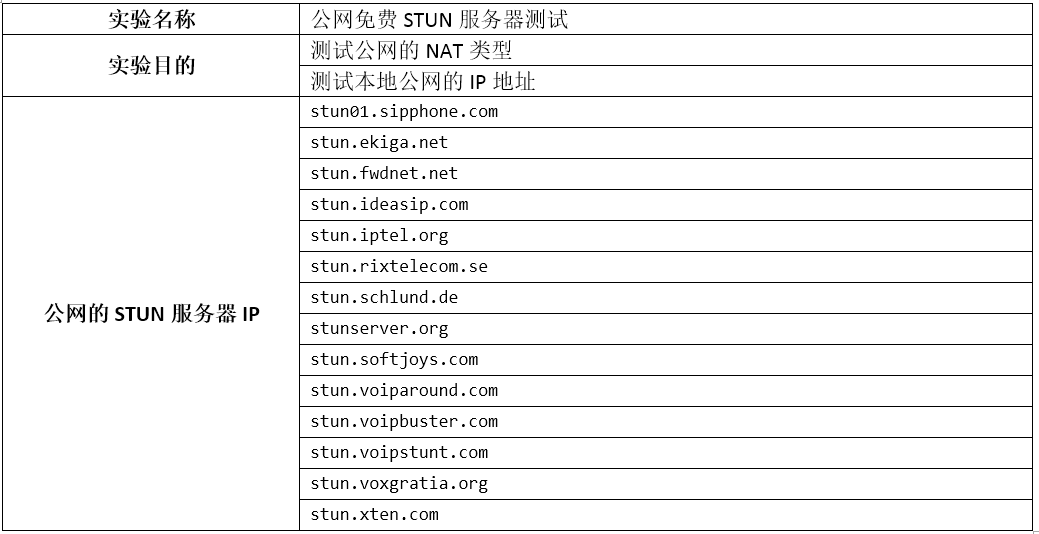 实验名称
公网免费 STUN 服务器测试
实验目的
测试公网的 NAT 类型
测试本地公网的 IP 地址
公网的 STUN 服务器 IP
stun01.sipphone.com
stun.ekiga.net
stun.fwdnet.net
stun.ideasip.com
stun.iptel.org
stun.rixtelecom.se
stun.schlund.de
stunserver.org
stun.softjoys.com
stun.voiparound.com
stun.voipbuster.com
stun.voipstunt.com
stun.voxgratia.org
stun.xten.com